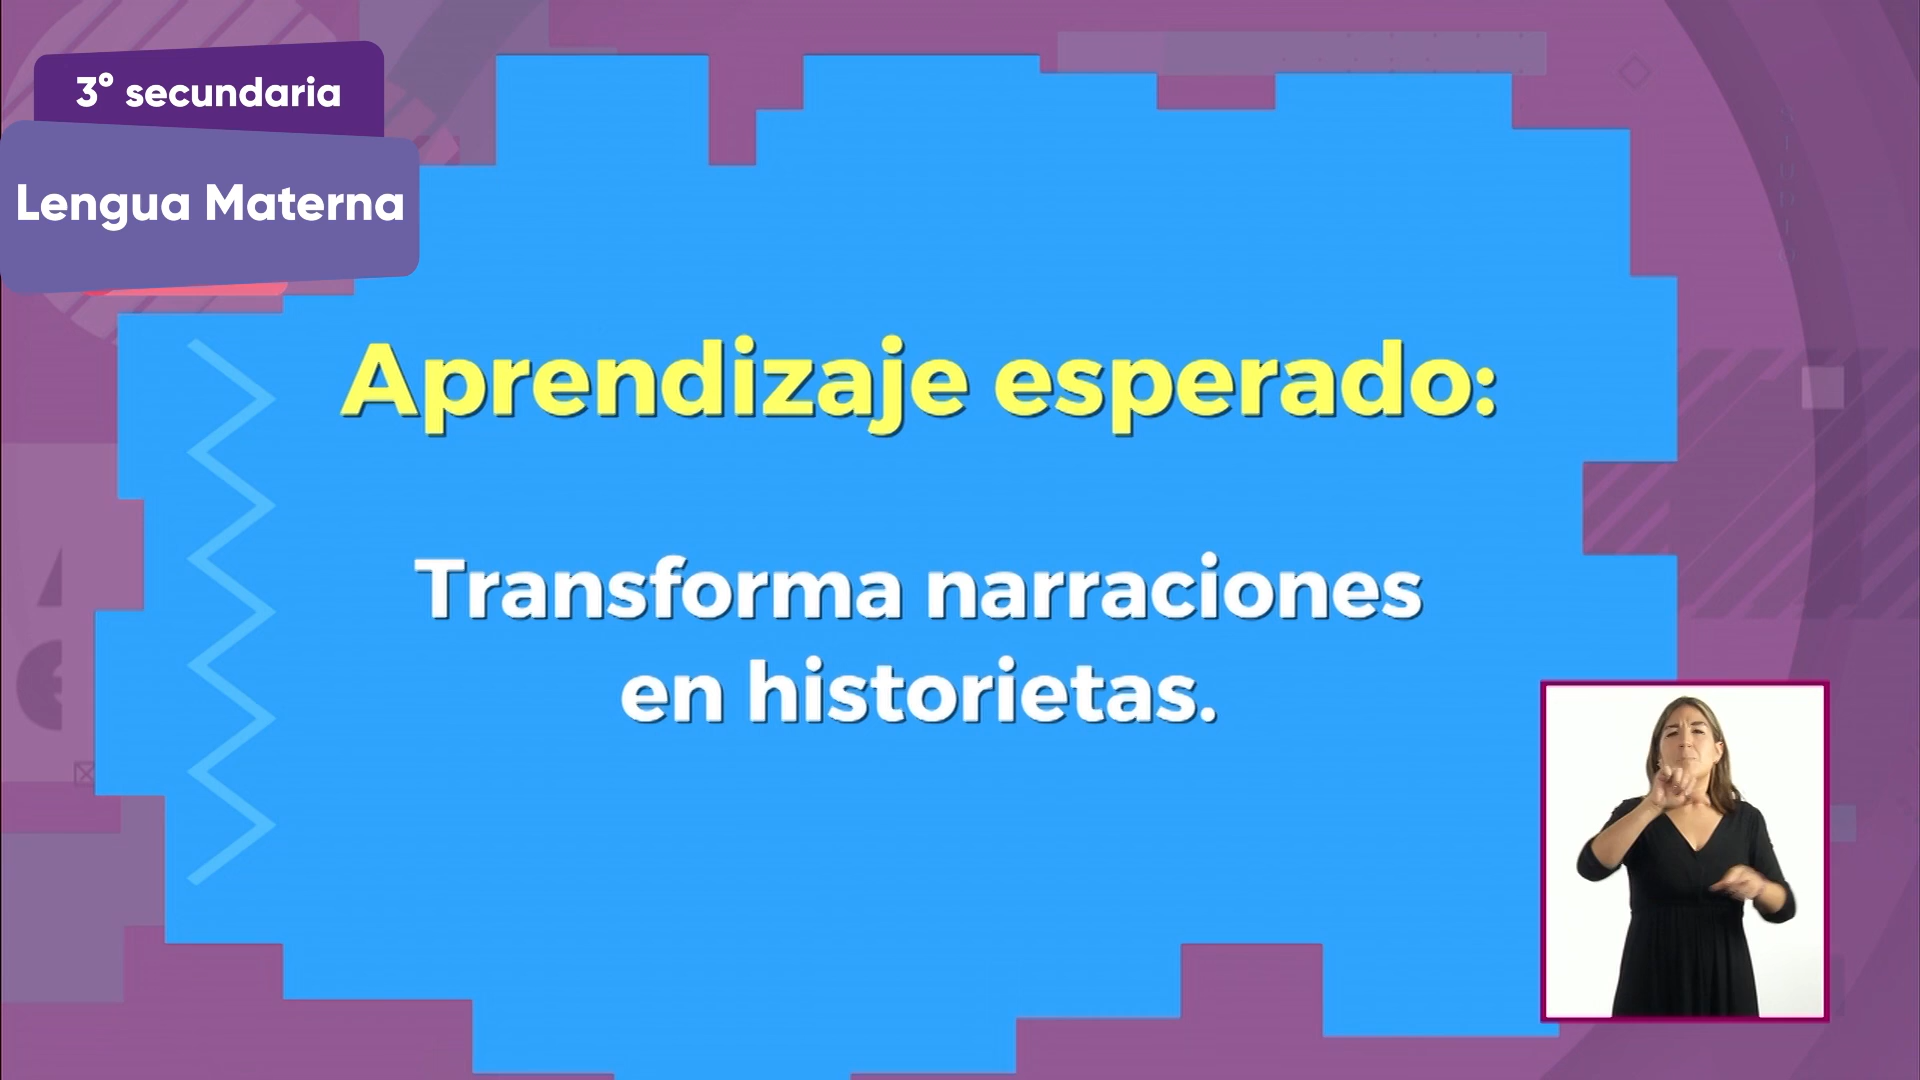 3° secundaria
Lengua Materna
Aprendizaje esperado:
Transforma narraciones
en historietas.